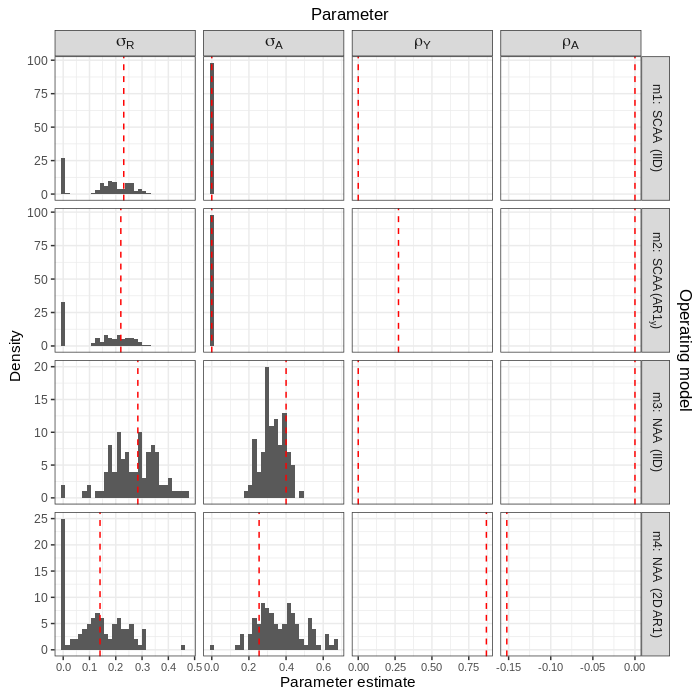 Parameter
σR σA ρY ρA
100
75
50
25
0
m1: SCAA (IID)
100
75
50
25
0
m2: SCAA (AR1y)
20
15
10
5
0
m3: NAA (IID)
25
20
15
10
5
0
m4: NAA (2D AR1)
Density
Operating model
0.0 0.1 0.2 0.3 0.4 0.5 0.0 0.2 0.4 0.6 0.00 0.25 0.50 0.75 -0.15 -0.10 -0.05 0.00
Parameter estimate